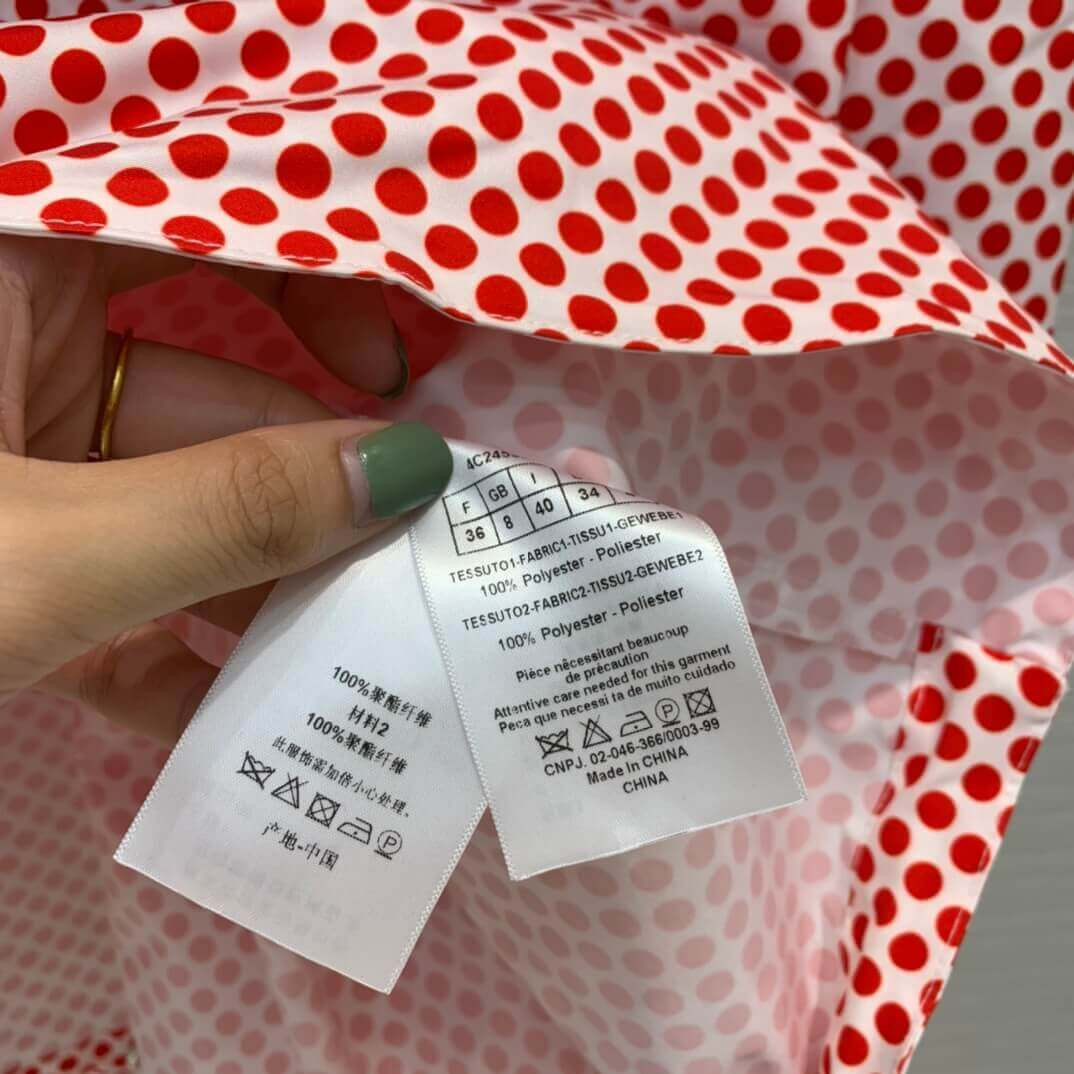 100%聚酯纤维
材料2
100%聚酯纤维
此服饰需加倍小心处理。
P
产地-中国
F GB I
36 8 40 34
TESSUTO1-FABRIC1-TISSU1-GEWEBE1
100% Polyester - Poliester
TESSUTO2-FABRIC2-TISSU2-GEWEBE2
100% Polyester - Poliester
Pièce nêcessitant beaucoup
de précaution
Attentive care needed for this garment
Peca que necessi ta de muito cuidado
P
CNPJ. 02-046-366/0003-99
Made In CHINA
CHINA